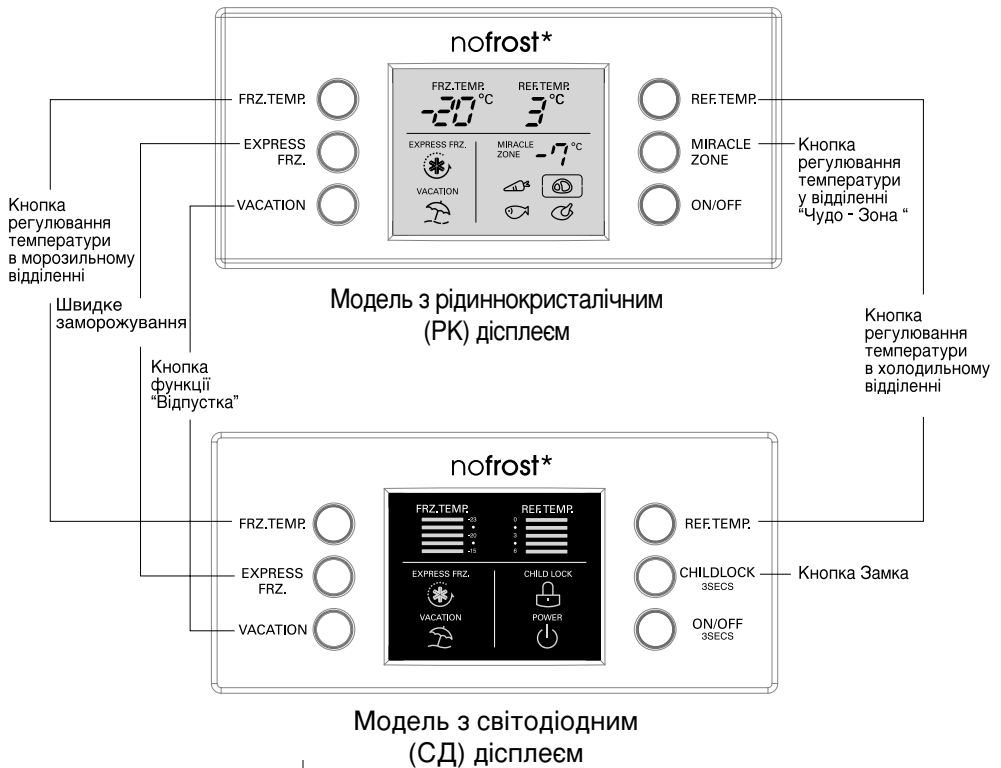 nofrost*
FRZ.TEMP. REF.TEMP.
-20 °C 3 °C
EXPRESS FRZ.
MIRACLE
ZONE -7 °C
VACATION
FRZ.TEMP.
EXPRESS
FRZ.
VACATION
REF.TEMP.
MIRACLE
ZONE
ON/OFF
Кнопка
регулювання
температури
в морозильному
відділенні
Швидке
заморожування
Кнопка
функції
“Відпустка”
Кнопка
регулювання
температури
у відділенні
“Чудо - Зона “
Кнопка
регулювання
температури
в холодильному
відділенні
Модель з рідиннокристалічним
(РК) дісплеєм
nofrost*
FRZ.TEMP. REF.TEMP.
-23 0
-20 3
-15 6
EXPRESS FRZ. CHILD LOCK
VACATION POWER
FRZ.TEMP.
EXPRESS
FRZ.
VACATION
REF.TEMP.
CHILDLOCK
3SECS
ON/OFF
3SECS
Кнопка Замка
Модель з світодіодним
(СД) дісплеєм